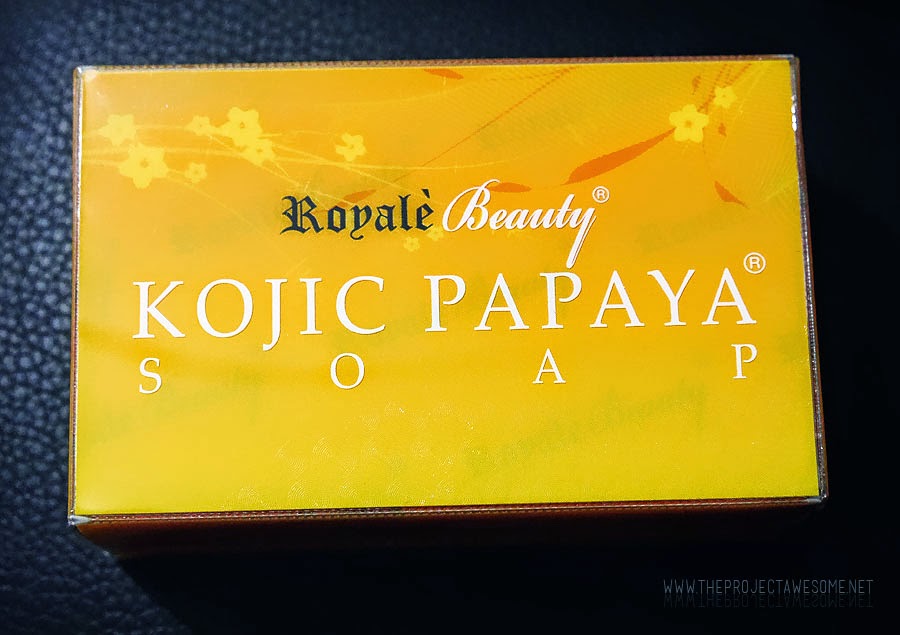 Royalè Beauty®
KOJIC PAPAYA®
SOAP
WWW.THEPROJECTAWESOME.NET